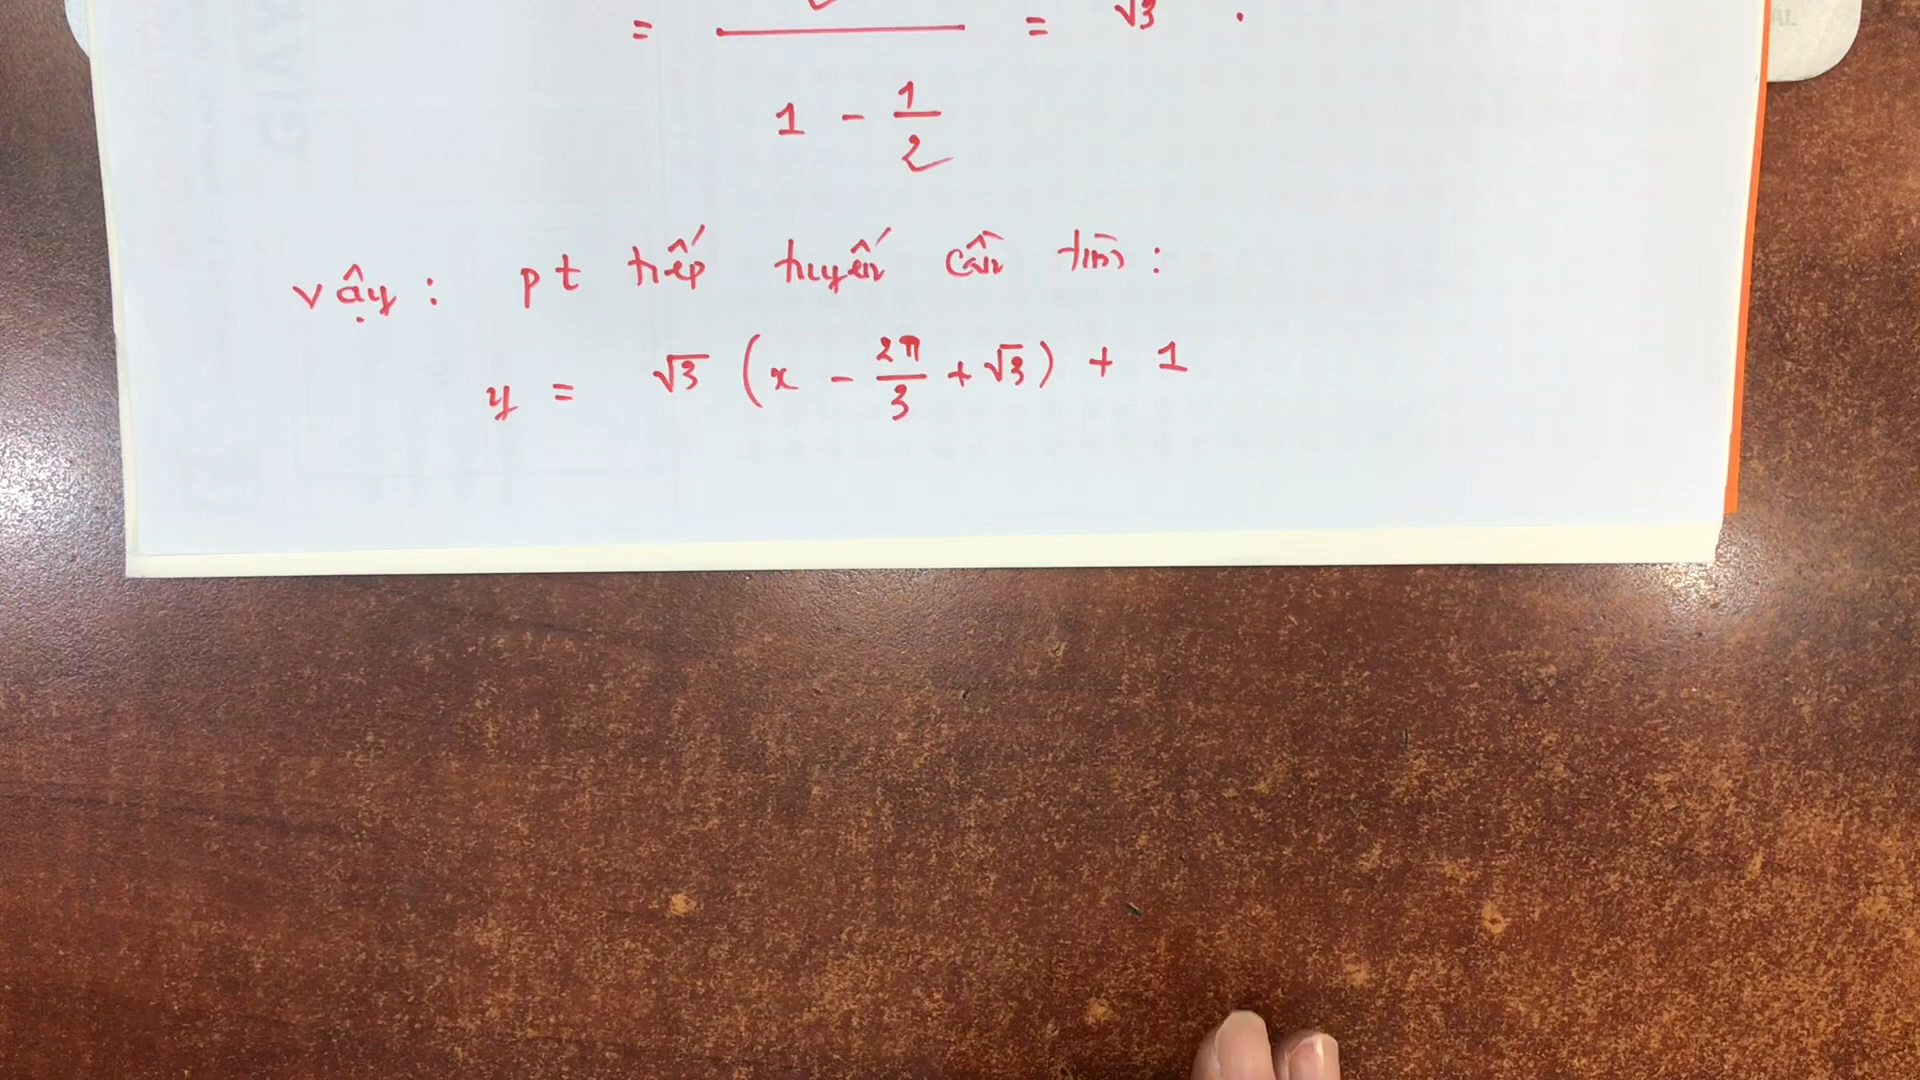 = = √3 .
1 - 1/2
Vậy : pt tiếp tuyến cần tìm :
y = √3 (x - 2π/3 + √3) + 1